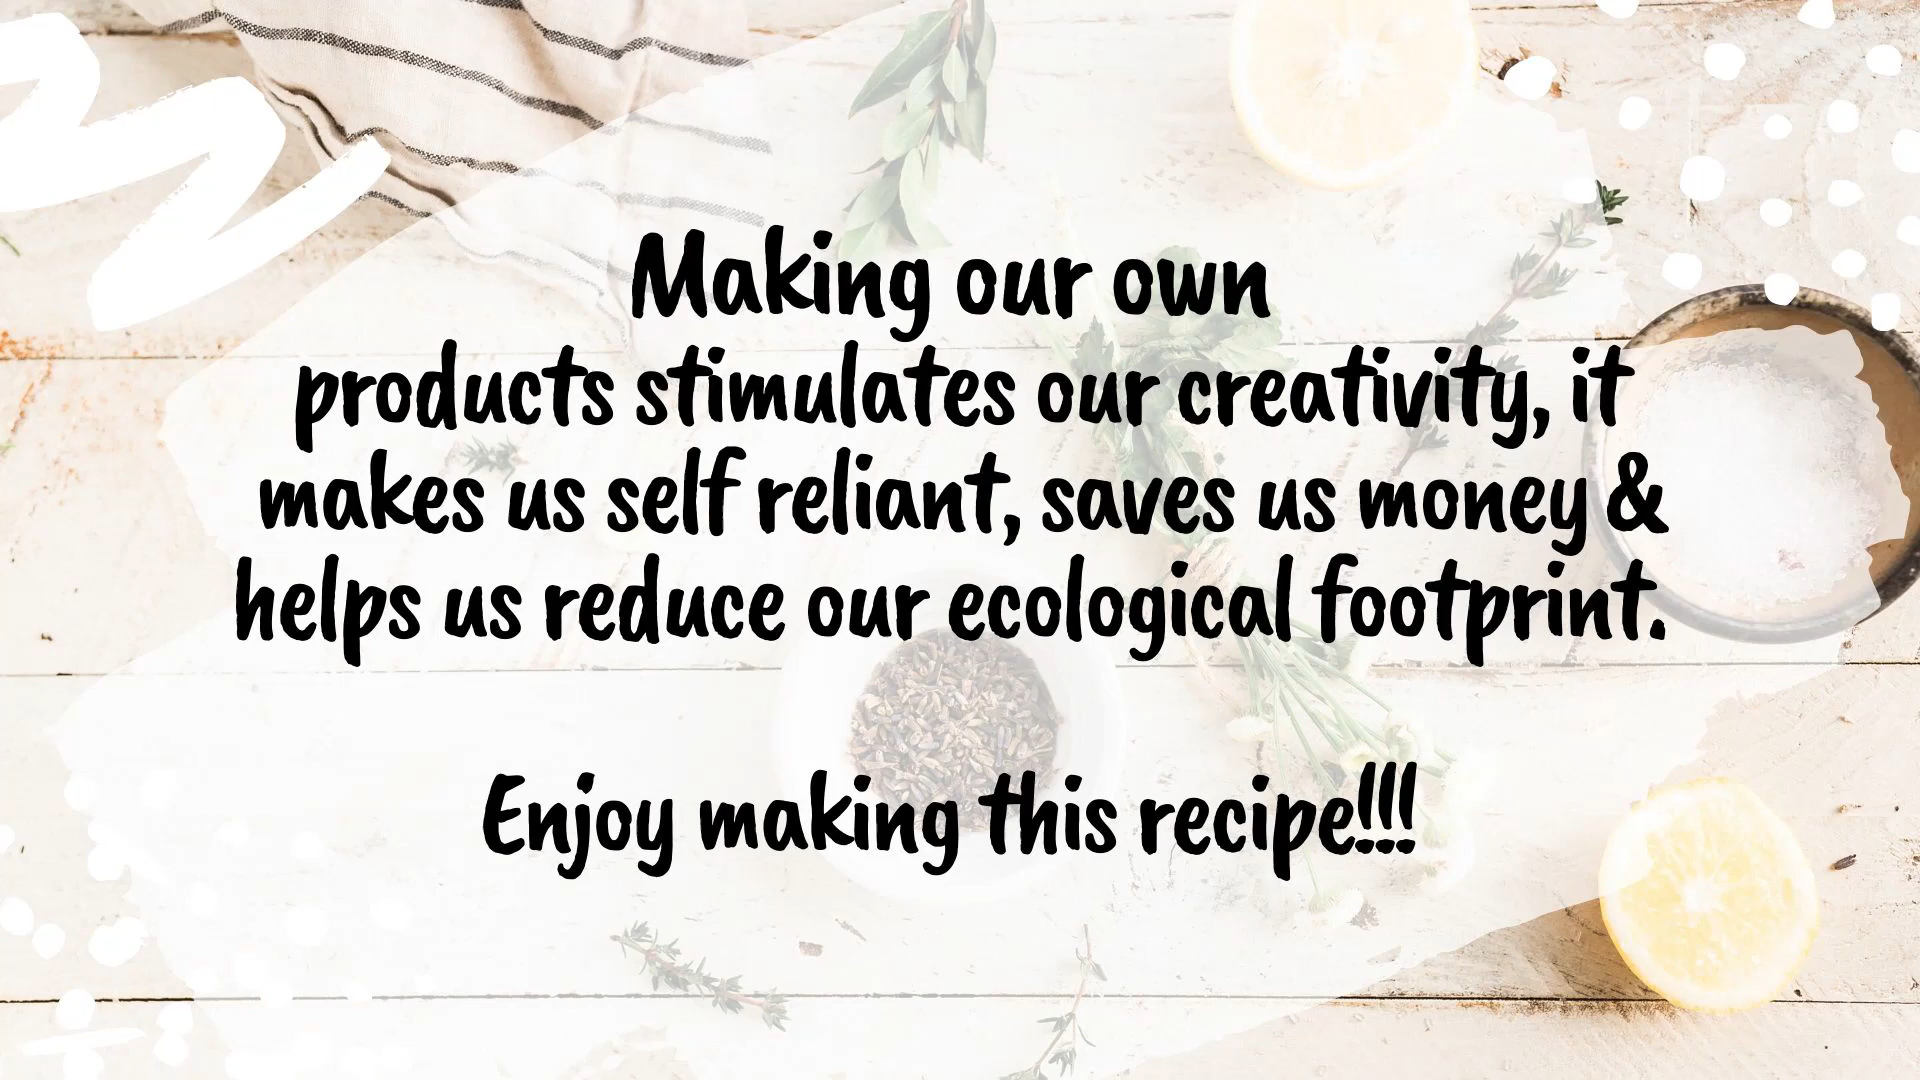 Making our own
products stimulates our creativity, it
makes us self reliant, saves us money &
helps us reduce our ecological footprint.
Enjoy making this recipe!!!